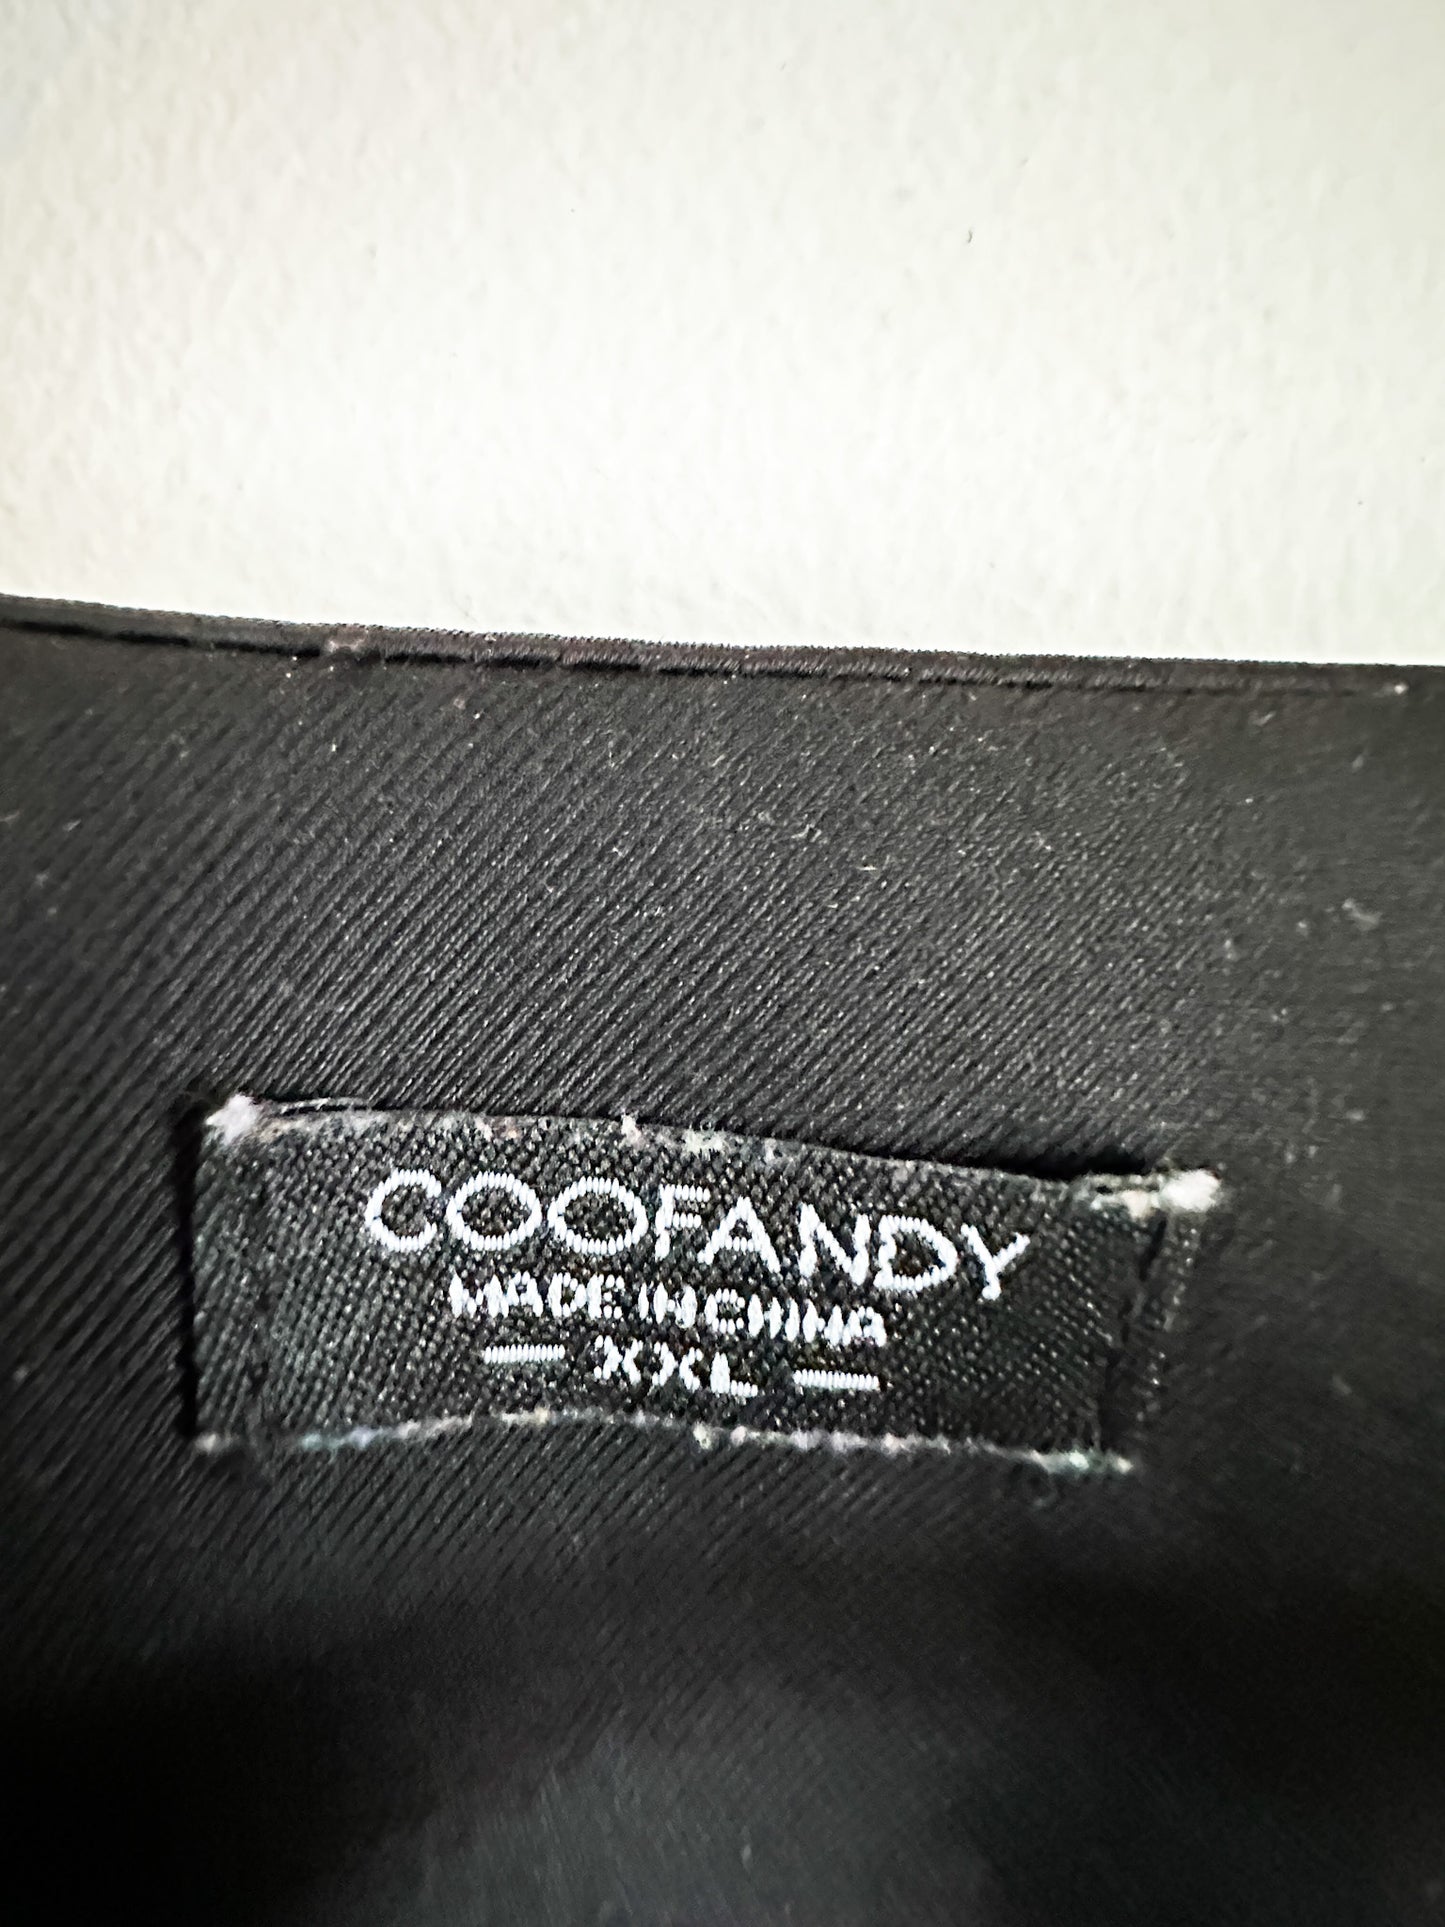 COOFANDY
MADE IN CHINA
— XXL —